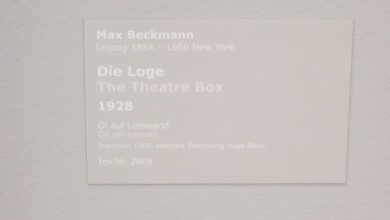 Max Beckmann
Leipzig 1884 – 1950 New York
Die Loge
The Theatre Box
1928
Öl auf Leinwand
Oil on canvas
Erworben 1968, ehemals Sammlung Hugo Borst
Inv.Nr. 2809